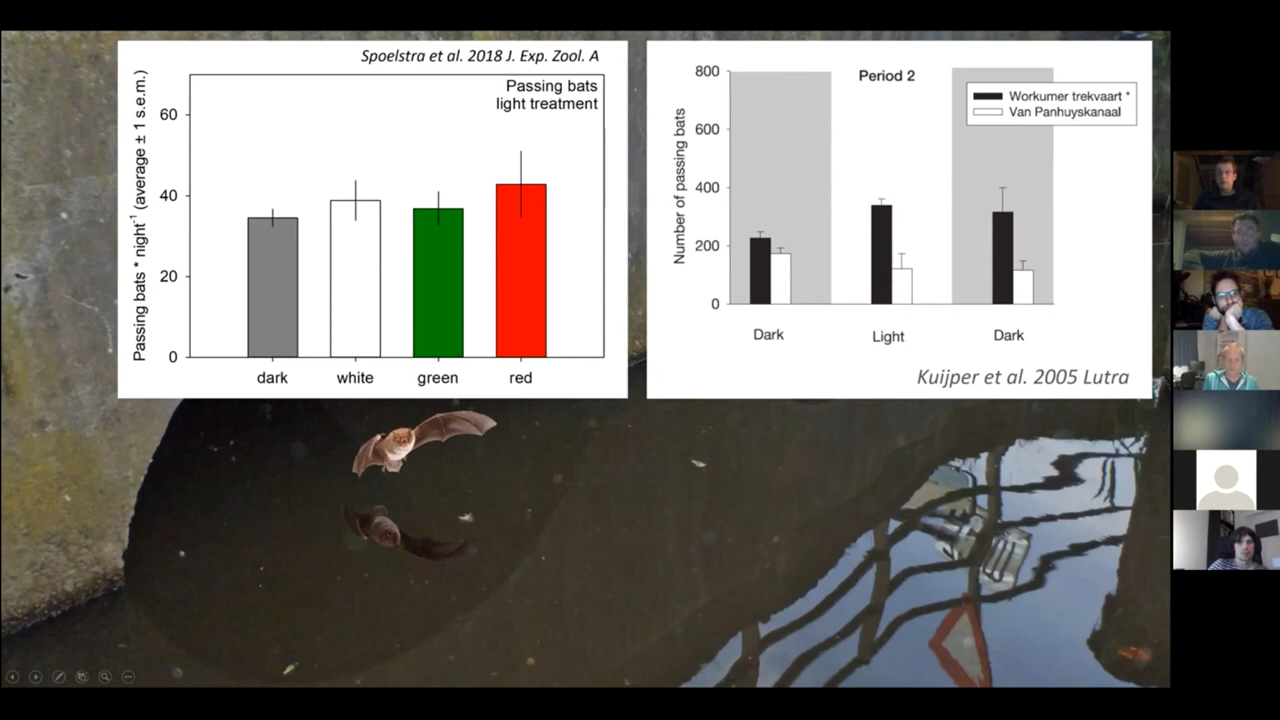 Spoelstra et al. 2018 J. Exp. Zool. A
Passing bats
light treatment
Passing bats * night⁻¹ (average ± 1 s.e.m.)
60
40
20
0
dark white green red
Period 2
Workumer trekvaart *
Van Panhuyskanaal
Number of passing bats
800
600
400
200
0
Dark Light Dark
Kuijper et al. 2005 Lutra